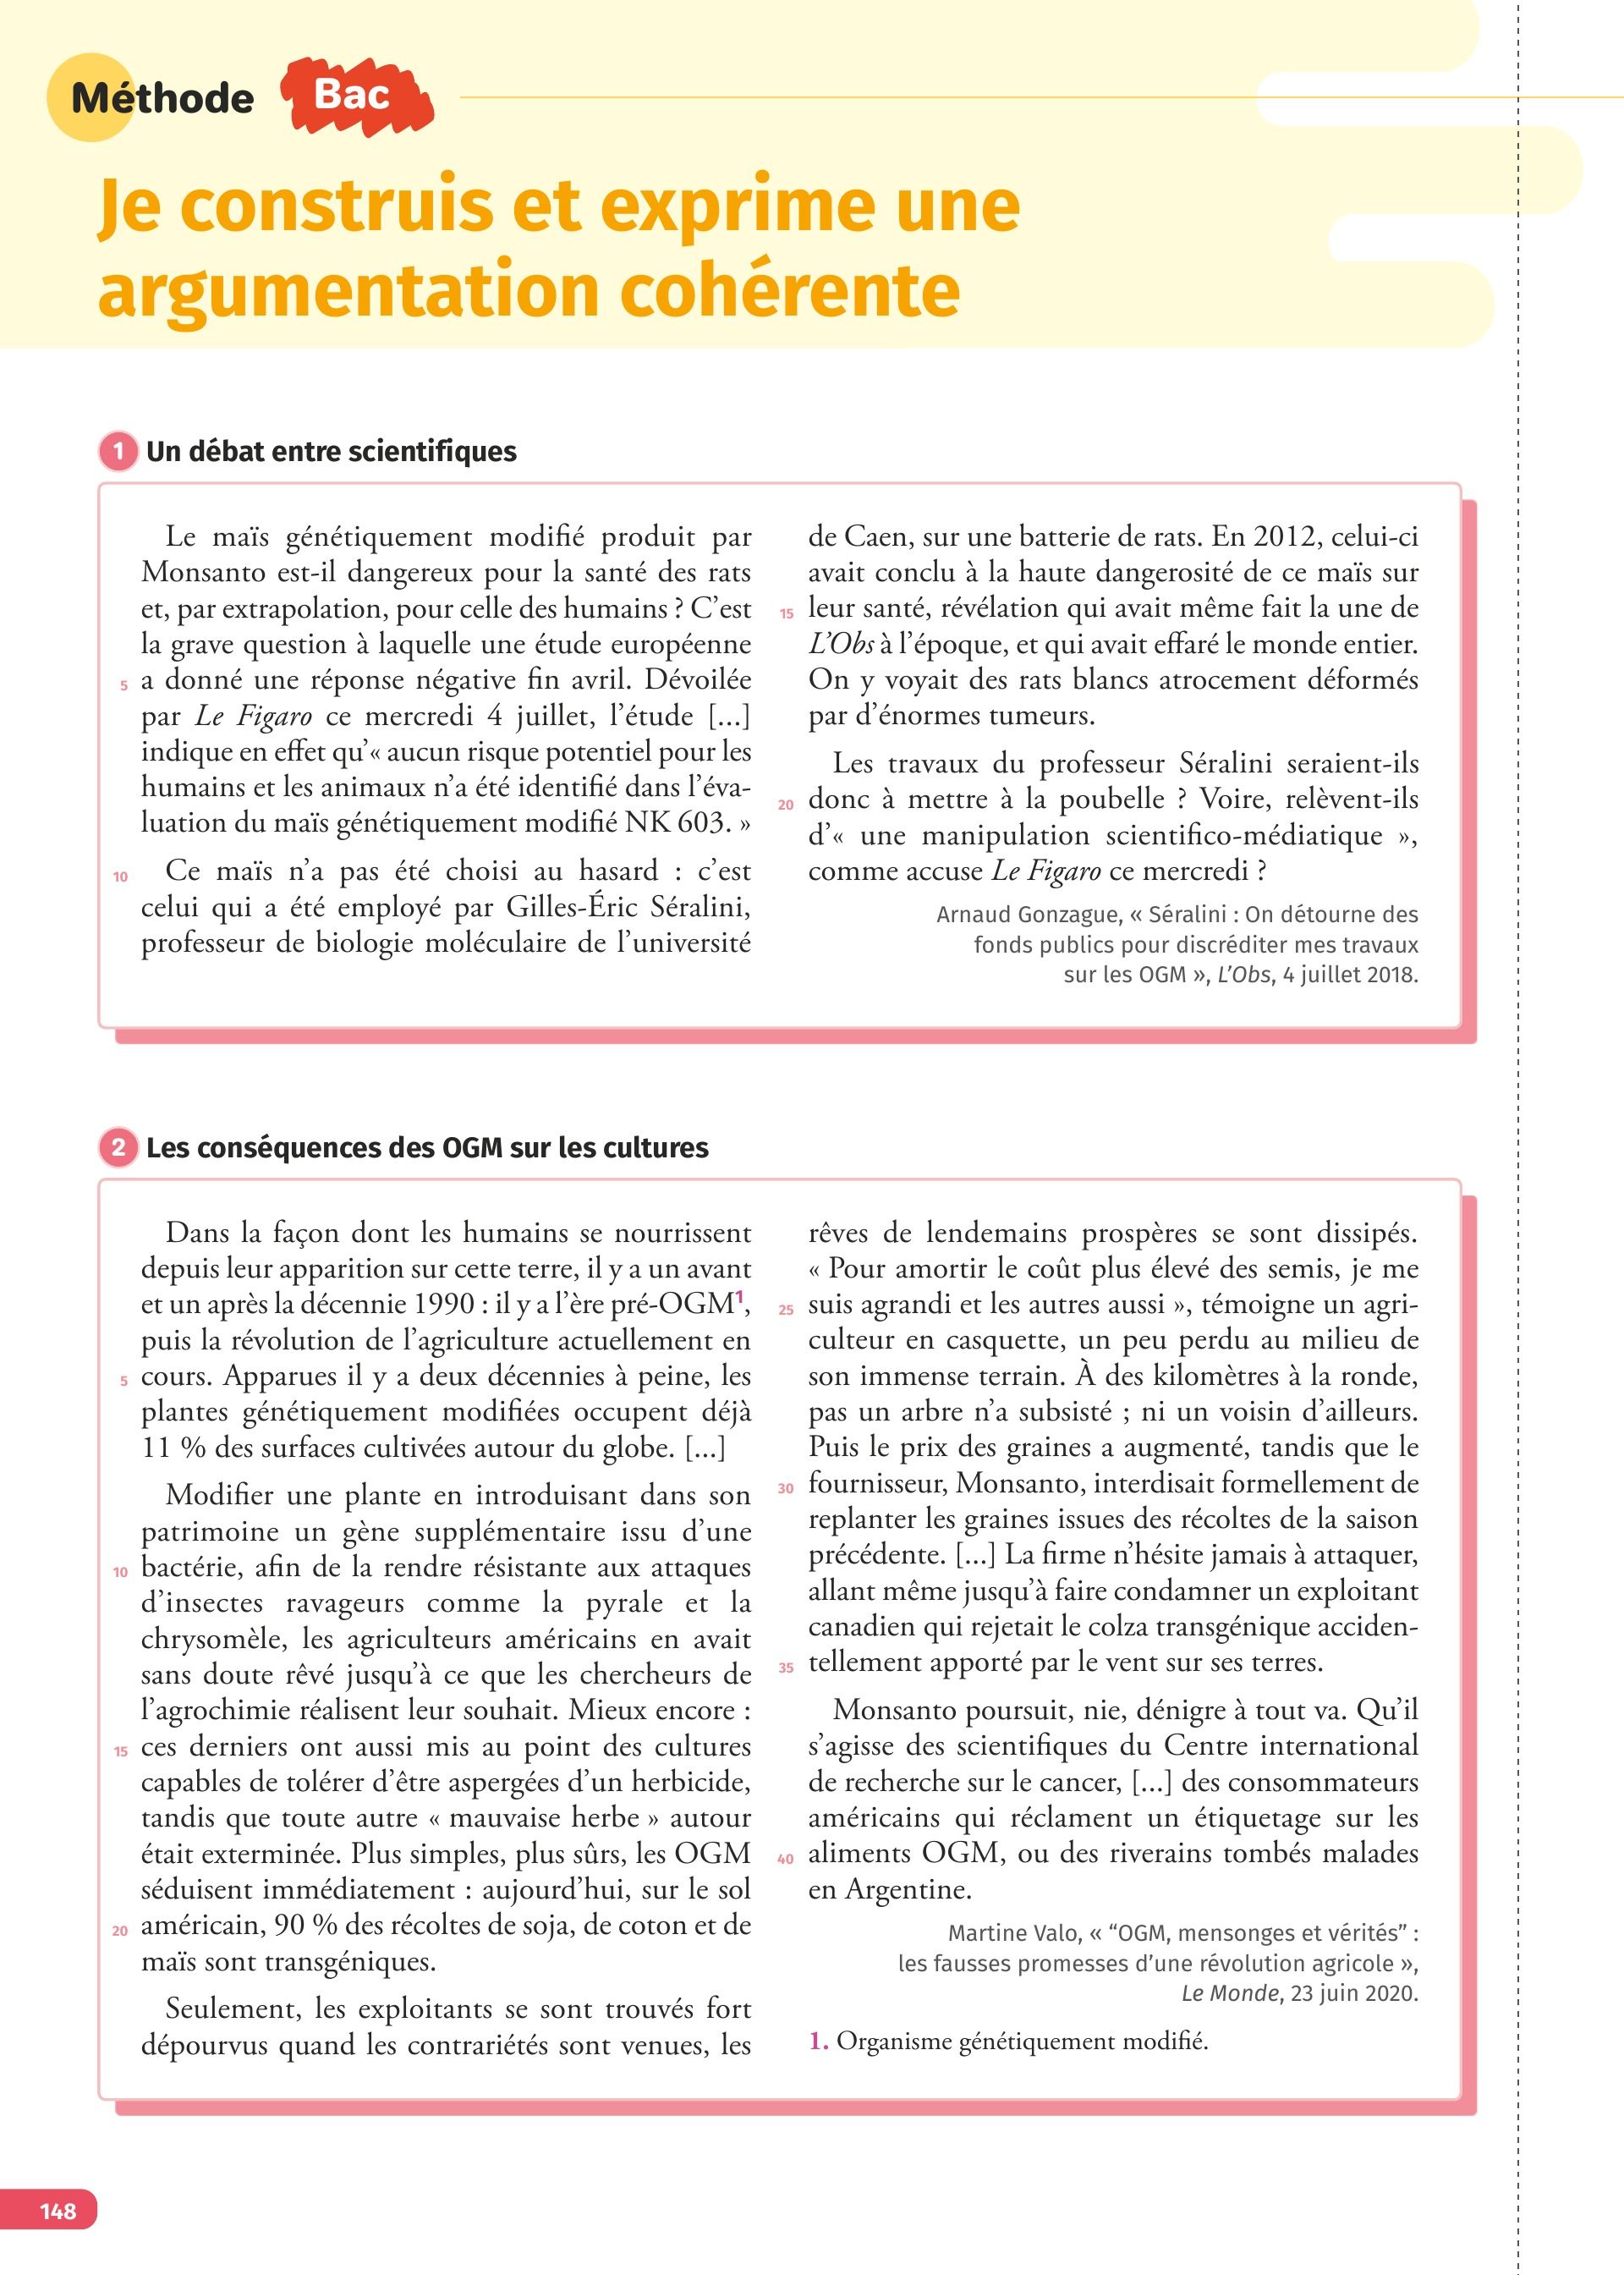 Méthode
Bac
Je construis et exprime une
argumentation cohérente
1 Un débat entre scientifiques
Le maïs génétiquement modifié produit par
Monsanto est-il dangereux pour la santé des rats
et, par extrapolation, pour celle des humains ? C’est
la grave question à laquelle une étude européenne
5 a donné une réponse négative fin avril. Dévoilée
par Le Figaro ce mercredi 4 juillet, l’étude [...]
indique en effet qu’« aucun risque potentiel pour les
humains et les animaux n’a été identifié dans l’éva-
luation du maïs génétiquement modifié NK 603. »
10 Ce maïs n’a pas été choisi au hasard : c’est
celui qui a été employé par Gilles-Éric Séralini,
professeur de biologie moléculaire de l’université
de Caen, sur une batterie de rats. En 2012, celui-ci
avait conclu à la haute dangerosité de ce maïs sur
15 leur santé, révélation qui avait même fait la une de
L’Obs à l’époque, et qui avait effaré le monde entier.
On y voyait des rats blancs atrocement déformés
par d’énormes tumeurs.
Les travaux du professeur Séralini seraient-ils
20 donc à mettre à la poubelle ? Voire, relèvent-ils
d’« une manipulation scientifico-médiatique »,
comme accuse Le Figaro ce mercredi ?
Arnaud Gonzague, « Séralini : On détourne des
fonds publics pour discréditer mes travaux
sur les OGM », L’Obs, 4 juillet 2018.
2 Les conséquences des OGM sur les cultures
Dans la façon dont les humains se nourrissent
depuis leur apparition sur cette terre, il y a un avant
et un après la décennie 1990 : il y a l’ère pré-OGM1,
puis la révolution de l’agriculture actuellement en
5 cours. Apparues il y a deux décennies à peine, les
plantes génétiquement modifiées occupent déjà
11 % des surfaces cultivées autour du globe. [...]
Modifier une plante en introduisant dans son
patrimoine un gène supplémentaire issu d’une
10 bactérie, afin de la rendre résistante aux attaques
d’insectes ravageurs comme la pyrale et la
chrysomèle, les agriculteurs américains en avait
sans doute rêvé jusqu’à ce que les chercheurs de
l’agrochimie réalisent leur souhait. Mieux encore :
15 ces derniers ont aussi mis au point des cultures
capables de tolérer d’être aspergées d’un herbicide,
tandis que toute autre « mauvaise herbe » autour
était exterminée. Plus simples, plus sûrs, les OGM
séduisent immédiatement : aujourd’hui, sur le sol
20 américain, 90 % des récoltes de soja, de coton et de
maïs sont transgéniques.
Seulement, les exploitants se sont trouvés fort
dépourvus quand les contrariétés sont venues, les
rêves de lendemains prospères se sont dissipés.
« Pour amortir le coût plus élevé des semis, je me
25 suis agrandi et les autres aussi », témoigne un agri-
culteur en casquette, un peu perdu au milieu de
son immense terrain. À des kilomètres à la ronde,
pas un arbre n’a subsisté ; ni un voisin d’ailleurs.
Puis le prix des graines a augmenté, tandis que le
30 fournisseur, Monsanto, interdisait formellement de
replanter les graines issues des récoltes de la saison
précédente. [...] La firme n’hésite jamais à attaquer,
allant même jusqu’à faire condamner un exploitant
canadien qui rejetait le colza transgénique acciden-
35 tellement apporté par le vent sur ses terres.
Monsanto poursuit, nie, dénigre à tout va. Qu’il
s’agisse des scientifiques du Centre international
de recherche sur le cancer, [...] des consommateurs
américains qui réclament un étiquetage sur les
40 aliments OGM, ou des riverains tombés malades
en Argentine.
Martine Valo, « “OGM, mensonges et vérités” :
les fausses promesses d’une révolution agricole »,
Le Monde, 23 juin 2020.
1. Organisme génétiquement modifié.
148